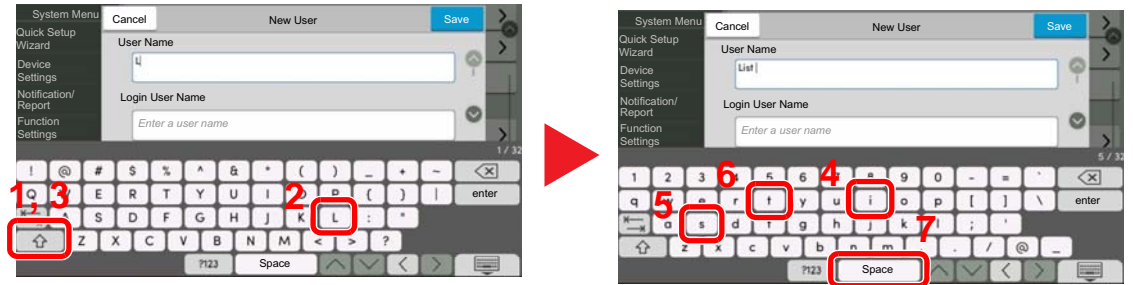 System Menu
Cancel
New User
Save
Quick Setup
Wizard
User Name
L
Device
Settings
Notification/
Report
Login User Name
Function
Settings
Enter a user name
1 / 32
! @ # $ % ^ & * ( ) _ + ~
1, 3
Q E R T Y U I P { } | enter
2
S D F G H J K L : "
Z X C V B N M < > ?
?123 Space
System Menu
Cancel
New User
Save
Quick Setup
Wizard
User Name
List
Device
Settings
Notification/
Report
Login User Name
Function
Settings
Enter a user name
5 / 32
1 2 3 5 6 8 9 0 - = `
6
4
q w e r t y u i o p [ ] \ enter
5
a s d f g h j k l ; '
7
z x c v b n m . / @ _
?123 Space